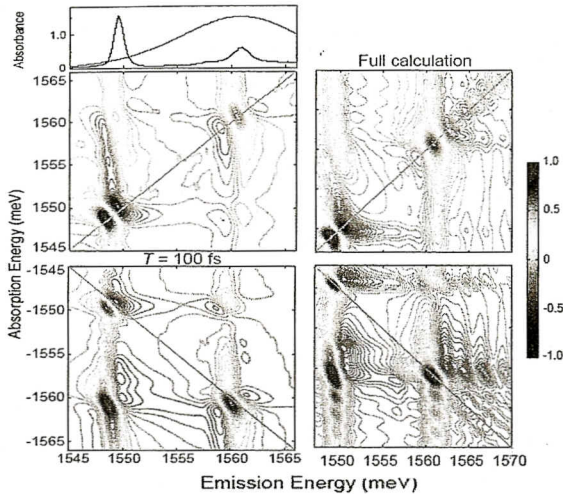 Absorbance
1.0
0
Full calculation
1565
1560
1550
1555
1545
T = 100 fs
Absorption Energy (meV)
-1545
-1550
-1555
-1560
-1565
1545 1550 1555 1560 1565
1550 1555 1560 1565 1570
Emission Energy (meV)
1.0
0.5
0
-0.5
-1.0